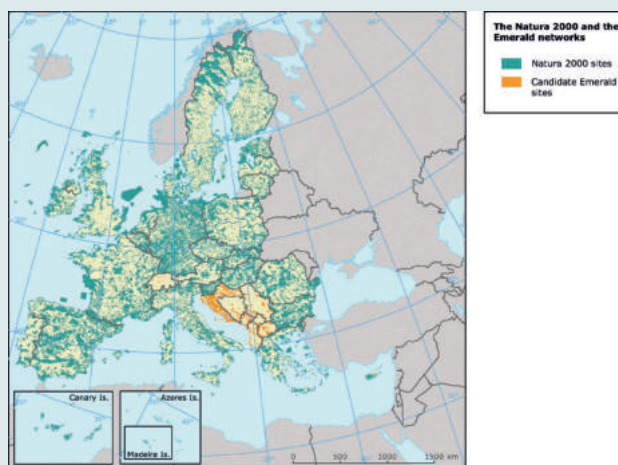 The Natura 2000 and the
Emerald networks
Natura 2000 sites
Candidate Emerald
sites
Canary Is.
Azores Is.
Madeira Is.
0 500 1000 1500 km